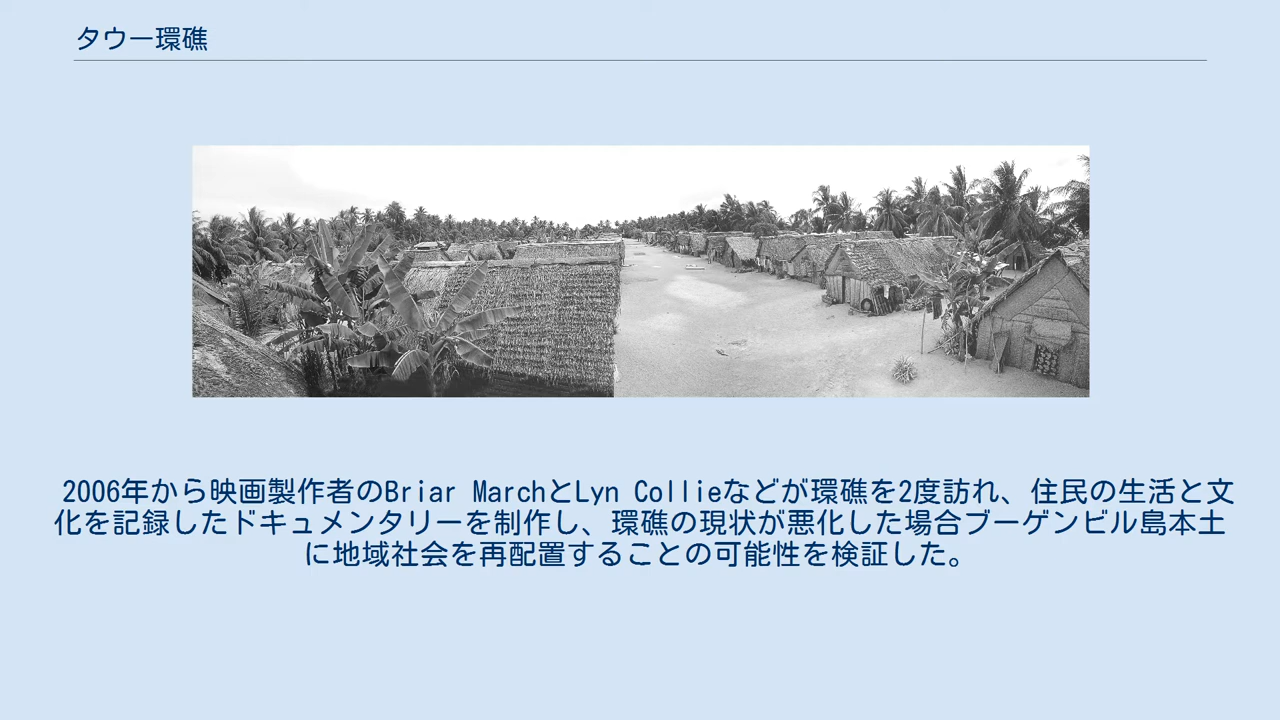 タウー環礁
2006年から映画製作者のBriar MarchとLyn Collieなどが環礁を2度訪れ、住民の生活と文
化を記録したドキュメンタリーを制作し、環礁の現状が悪化した場合ブーゲンビル島本土
に地域社会を再配置することの可能性を検証した。